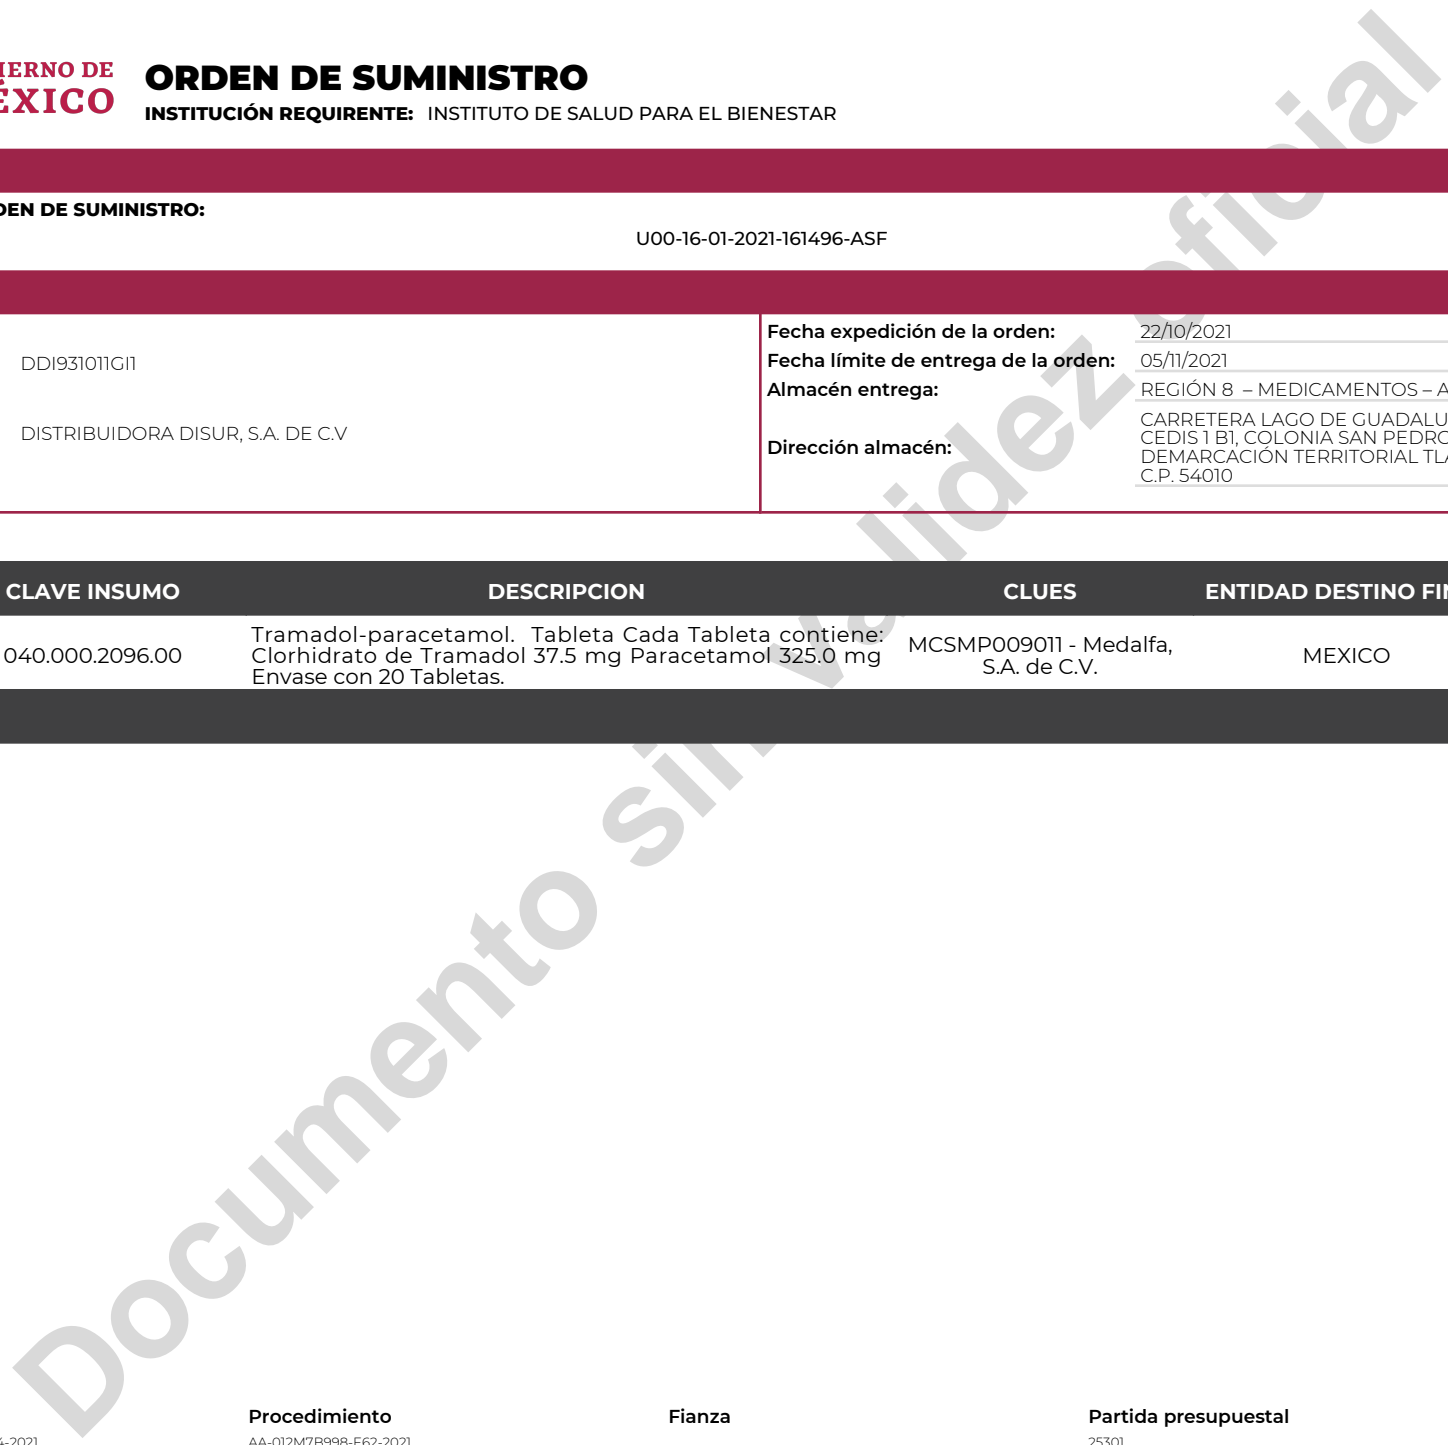 IERNO DE
ÉXICO
ORDEN DE SUMINISTRO
INSTITUCIÓN REQUIRENTE: INSTITUTO DE SALUD PARA EL BIENESTAR
DEN DE SUMINISTRO:
U00-16-01-2021-161496-ASF
DDI931011GI1
DISTRIBUIDORA DISUR, S.A. DE C.V
Fecha expedición de la orden: 22/10/2021
Fecha límite de entrega de la orden: 05/11/2021
Almacén entrega: REGIÓN 8 – MEDICAMENTOS – A
Dirección almacén: CARRETERA LAGO DE GUADALU
CEDIS 1 B1, COLONIA SAN PEDRO
DEMARCACIÓN TERRITORIAL TLA
C.P. 54010
CLAVE INSUMO DESCRIPCION CLUES ENTIDAD DESTINO FIN
040.000.2096.00
Tramadol-paracetamol. Tableta Cada Tableta contiene:
Clorhidrato de Tramadol 37.5 mg Paracetamol 325.0 mg
Envase con 20 Tabletas.
MCSMP009011 - Medalfa,
S.A. de C.V.
MEXICO
Documento sin validez oficial
Procedimiento Fianza Partida presupuestal
4-2021 AA-012M7B998-E62-2021 25301